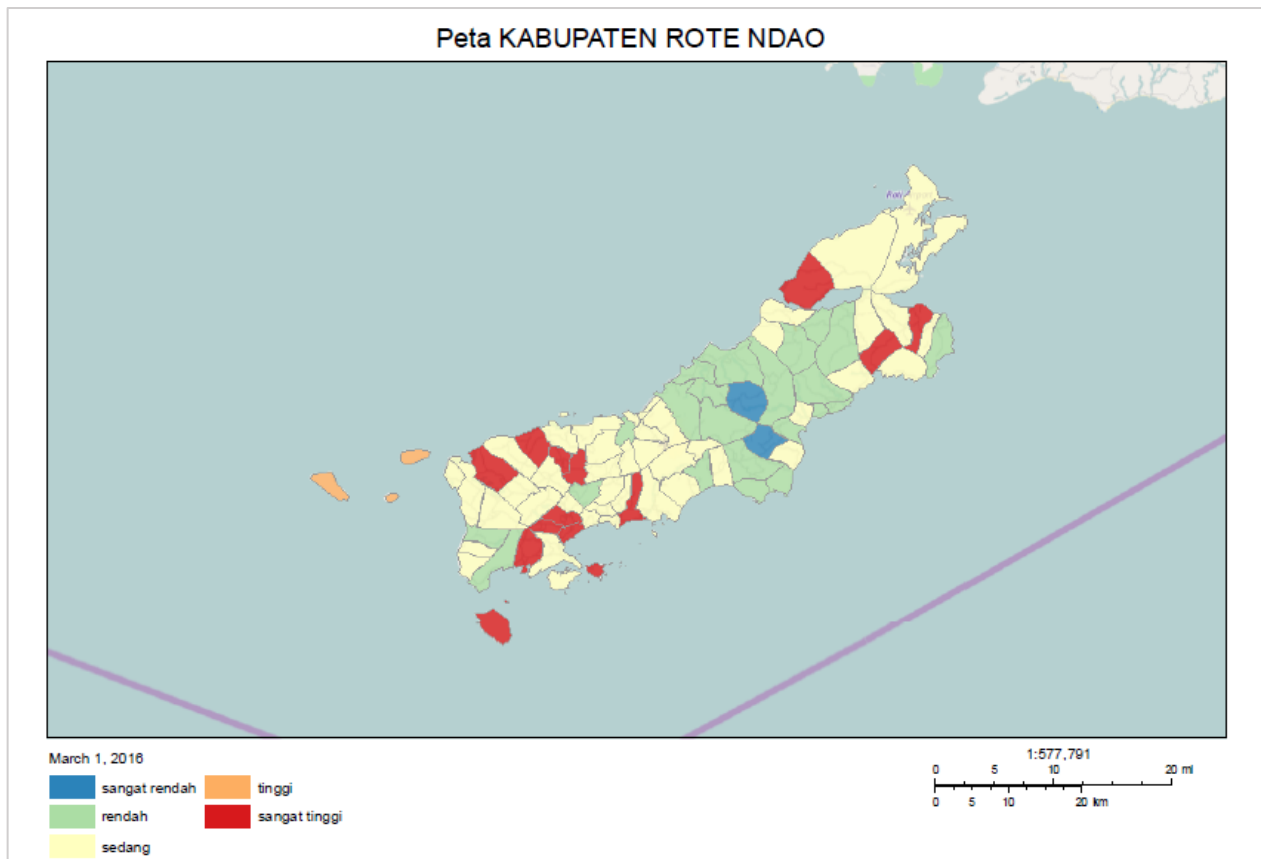 Peta KABUPATEN ROTE NDAO
March 1, 2016
sangat rendah
rendah
sedang
tinggi
sangat tinggi
1:577,791
0 5 10 20 mi
0 5 10 20 km